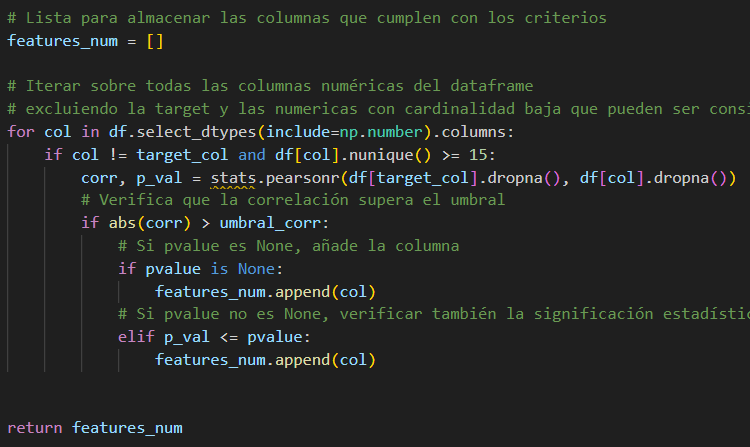 # Lista para almacenar las columnas que cumplen con los criterios
features_num = []
# Iterar sobre todas las columnas numéricas del dataframe
# excluiendo la target y las numericas con cardinalidad baja que pueden ser consi
for col in df.select_dtypes(include=np.number).columns:
if col != target_col and df[col].nunique() >= 15:
corr, p_val = stats.pearsonr(df[target_col].dropna(), df[col].dropna())
# Verifica que la correlación supera el umbral
if abs(corr) > umbral_corr:
# Si pvalue es None, añade la columna
if pvalue is None:
features_num.append(col)
# Si pvalue no es None, verificar también la significación estadístic
elif p_val <= pvalue:
features_num.append(col)
return features_num